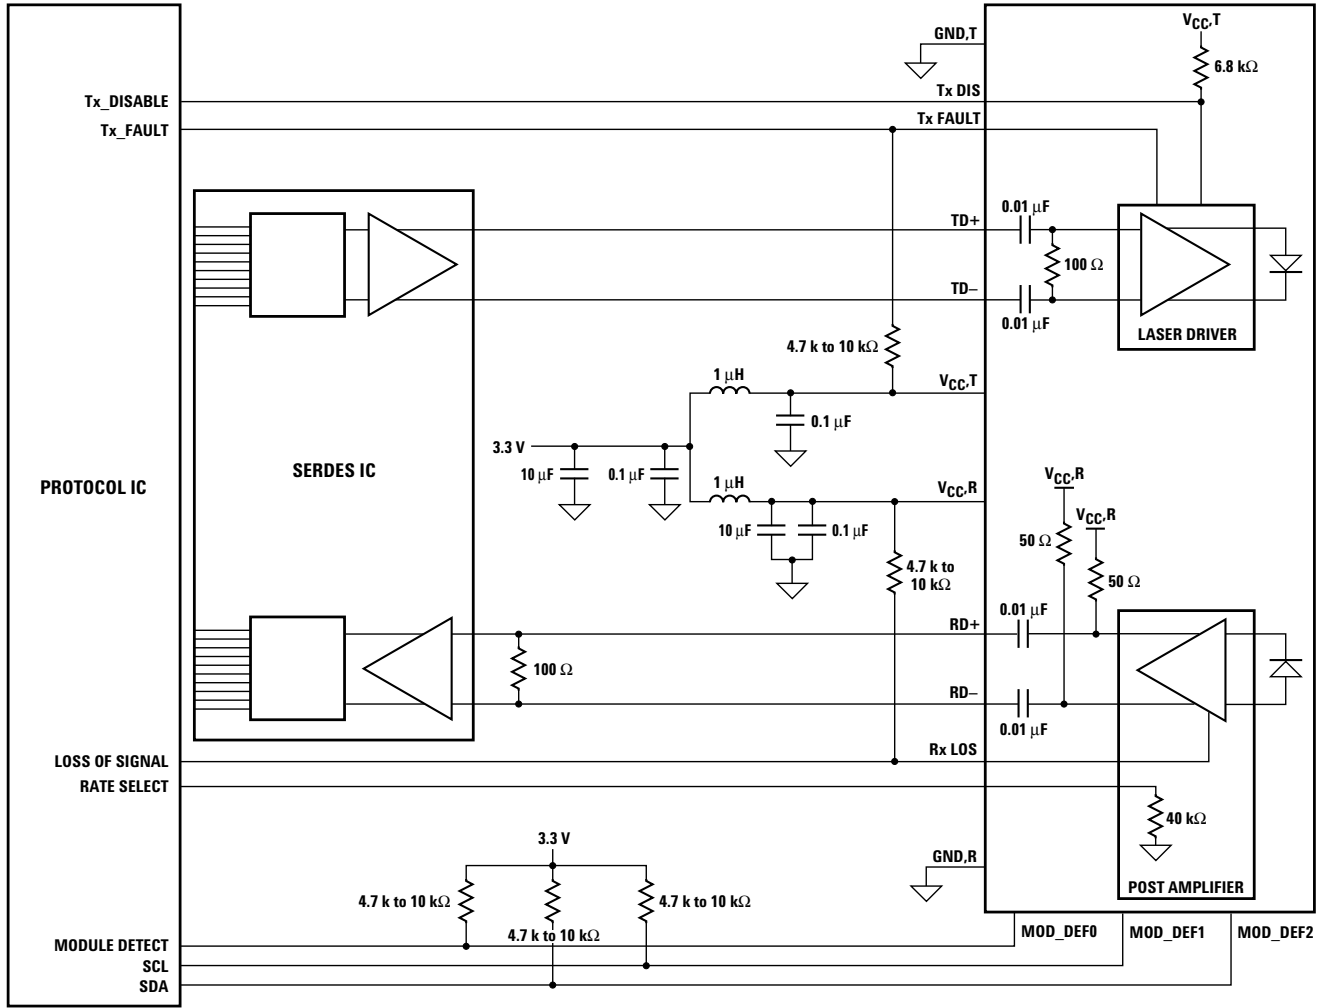 V_CC,T
GND,T
6.8 kΩ
Tx_DISABLE
Tx DIS
Tx_FAULT
Tx FAULT
0.01 μF
TD+
100 Ω
TD–
0.01 μF
LASER DRIVER
4.7 k to 10 kΩ
1 μH
V_CC,T
0.1 μF
3.3 V
10 μF
0.1 μF
SERDES IC
PROTOCOL IC
1 μH
V_CC,R
V_CC,R
V_CC,R
10 μF
0.1 μF
50 Ω
4.7 k to
10 kΩ
50 Ω
0.01 μF
RD+
100 Ω
RD–
0.01 μF
LOSS OF SIGNAL
Rx LOS
RATE SELECT
40 kΩ
3.3 V
GND,R
POST AMPLIFIER
4.7 k to 10 kΩ
4.7 k to 10 kΩ
4.7 k to 10 kΩ
MODULE DETECT
MOD_DEF0
MOD_DEF1
MOD_DEF2
SCL
SDA